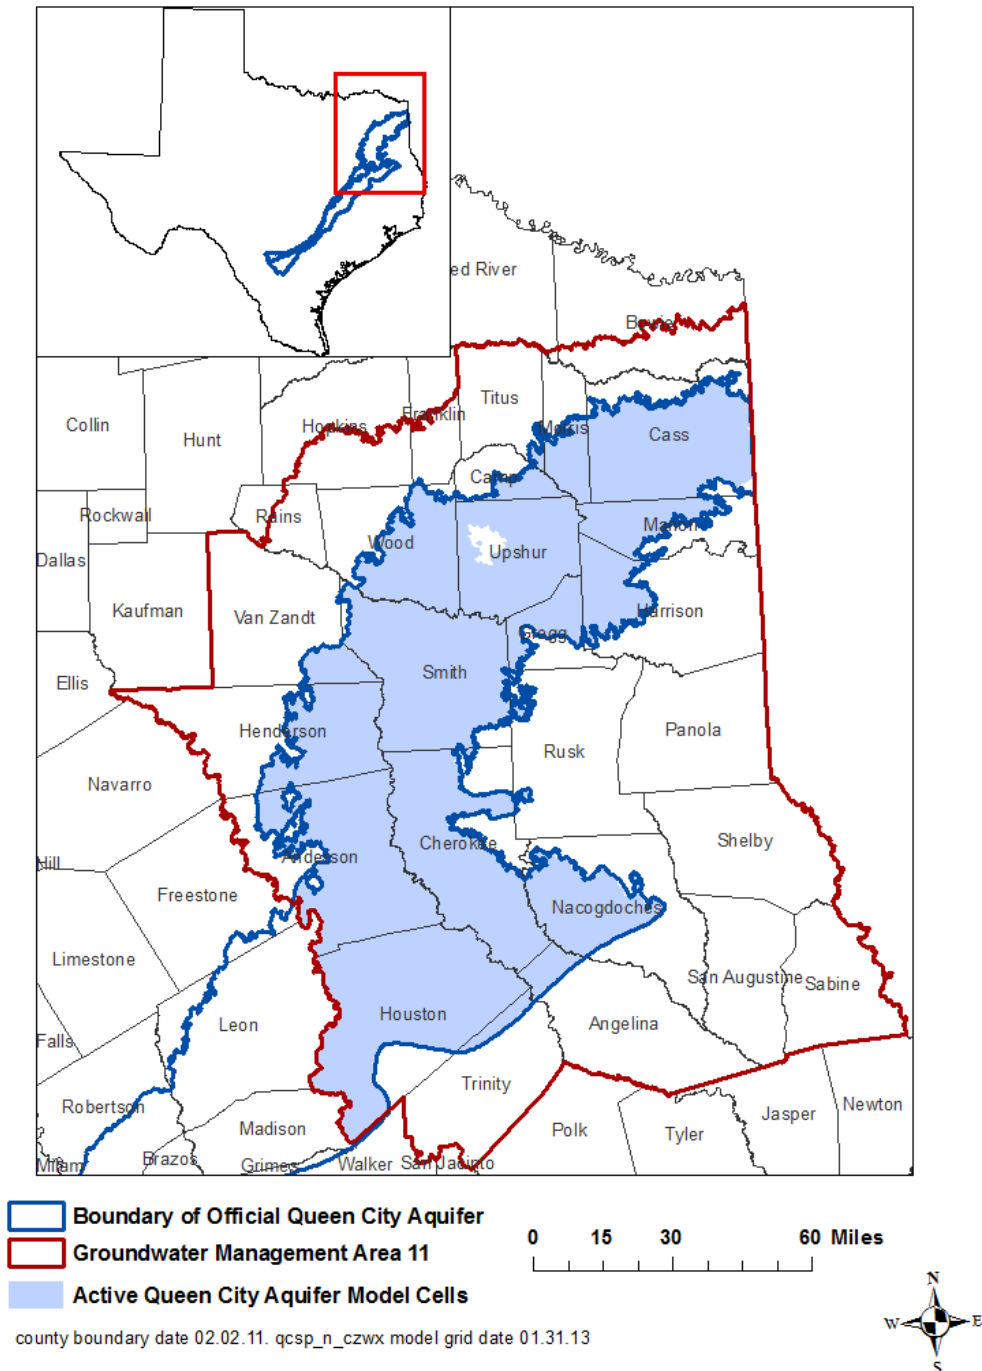 ed River
Bowie
Titus
Franklin
Hopkins
Collin
Hunt
Morris
Cass
Camp
Rockwall
Rains
Marion
Wood
Upshur
Dallas
Kaufman
Van Zandt
Harrison
Gregg
Smith
Ellis
Henderson
Panola
Rusk
Navarro
Cherokee
Shelby
Hill
Anderson
Freestone
Nacogdoches
Limestone
San Augustine
Sabine
Houston
Leon
Angelina
Falls
Trinity
Robertson
Newton
Jasper
Madison
Polk
Tyler
Milam
Brazos
Grimes
Walker
San Jacinto
Boundary of Official Queen City Aquifer
Groundwater Management Area 11
Active Queen City Aquifer Model Cells
0 15 30 60 Miles
county boundary date 02.02.11. qcsp_n_czwx model grid date 01.31.13
N
W E
S